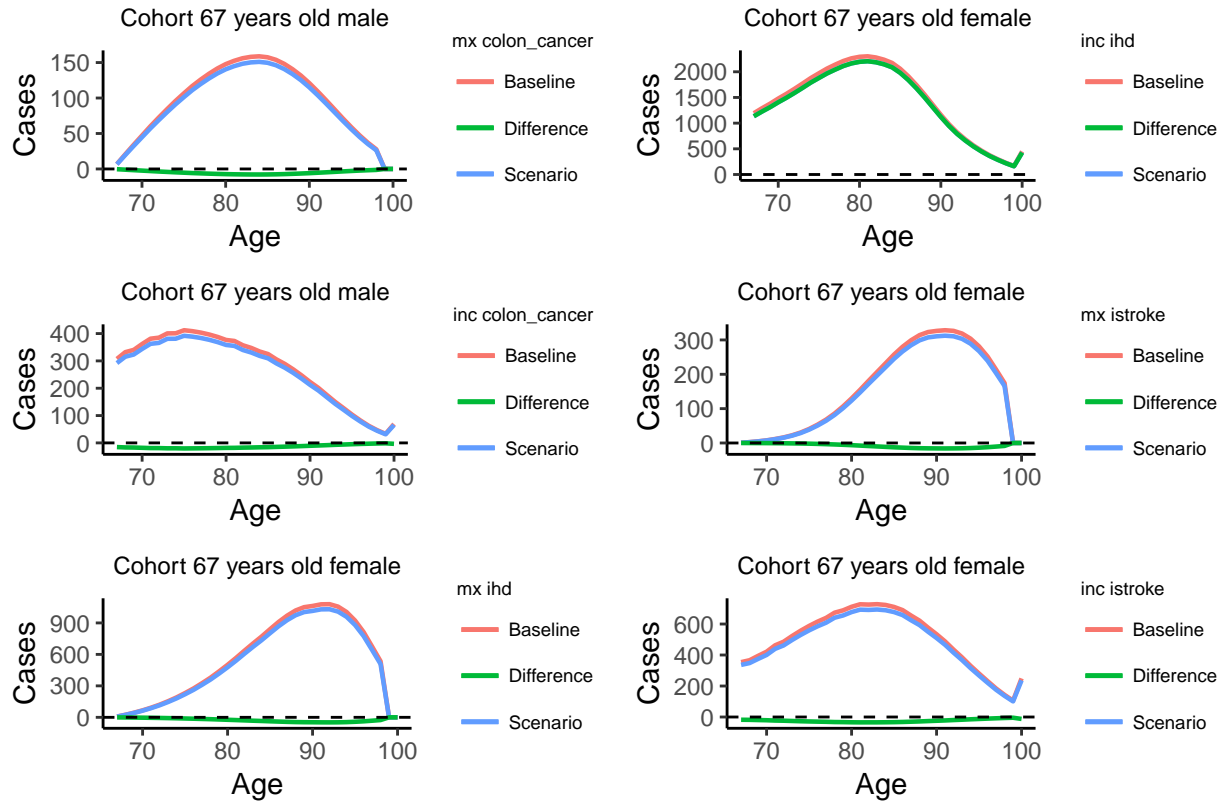 Cohort 67 years old male
mx colon_cancer
Cases
150
100
50
0
Baseline
Difference
Scenario
70 80 90 100
Age
Cohort 67 years old female
inc ihd
Cases
2000
1500
1000
500
0
Baseline
Difference
Scenario
70 80 90 100
Age
Cohort 67 years old male
inc colon_cancer
Cases
400
300
200
100
0
Baseline
Difference
Scenario
70 80 90 100
Age
Cohort 67 years old female
mx istroke
Cases
300
200
100
0
Baseline
Difference
Scenario
70 80 90 100
Age
Cohort 67 years old female
mx ihd
Cases
900
600
300
0
Baseline
Difference
Scenario
70 80 90 100
Age
Cohort 67 years old female
inc istroke
Cases
600
400
200
0
Baseline
Difference
Scenario
70 80 90 100
Age